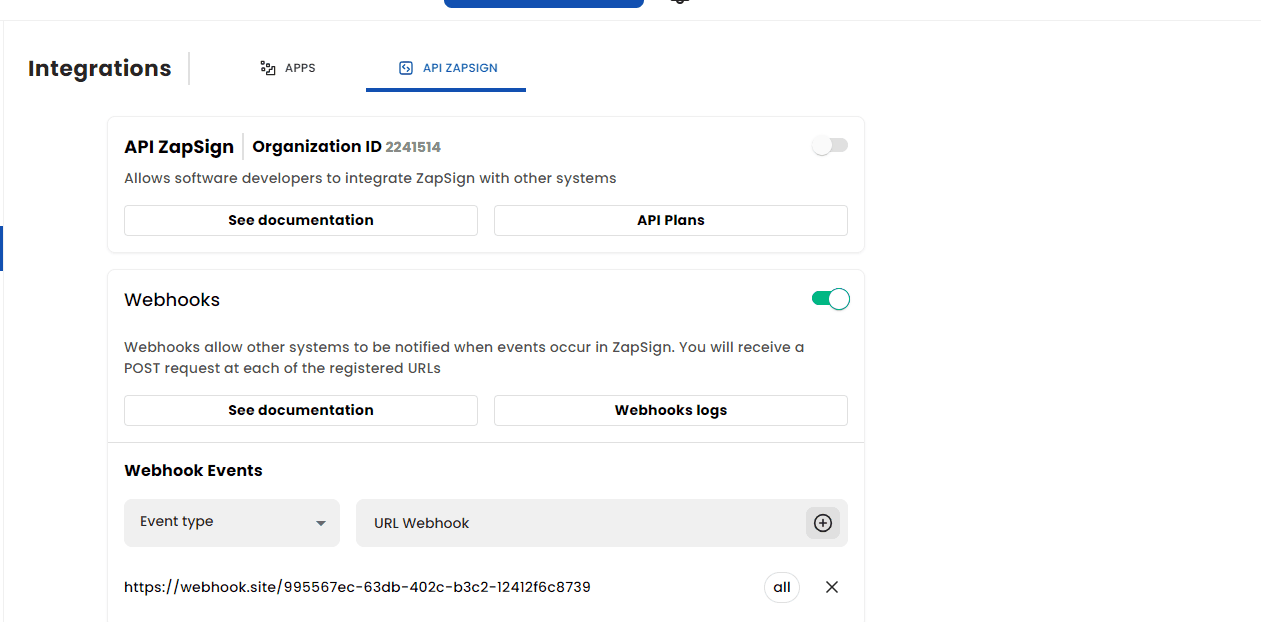 Integrations
APPS
API ZAPSIGN
API ZapSign
Organization ID 2241514
Allows software developers to integrate ZapSign with other systems
See documentation
API Plans
Webhooks
Webhooks allow other systems to be notified when events occur in ZapSign. You will receive a
POST request at each of the registered URLs
See documentation
Webhooks logs
Webhook Events
Event type
URL Webhook
https://webhook.site/995567ec-63db-402c-b3c2-12412f6c8739
all